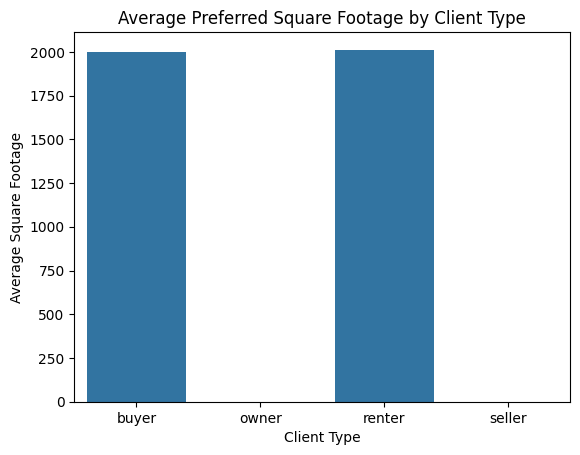 Average Preferred Square Footage by Client Type
2000
1750
1500
1250
1000
750
500
250
0
Average Square Footage
buyer owner renter seller
Client Type